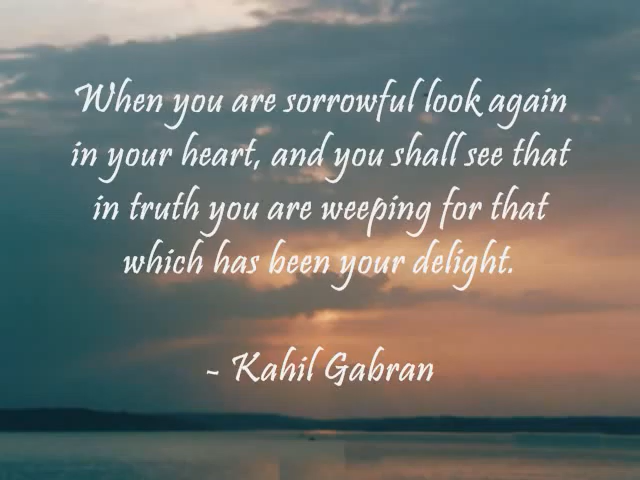 When you are sorrowful look again
in your heart, and you shall see that
in truth you are weeping for that
which has been your delight.
~ Kahil Gabran